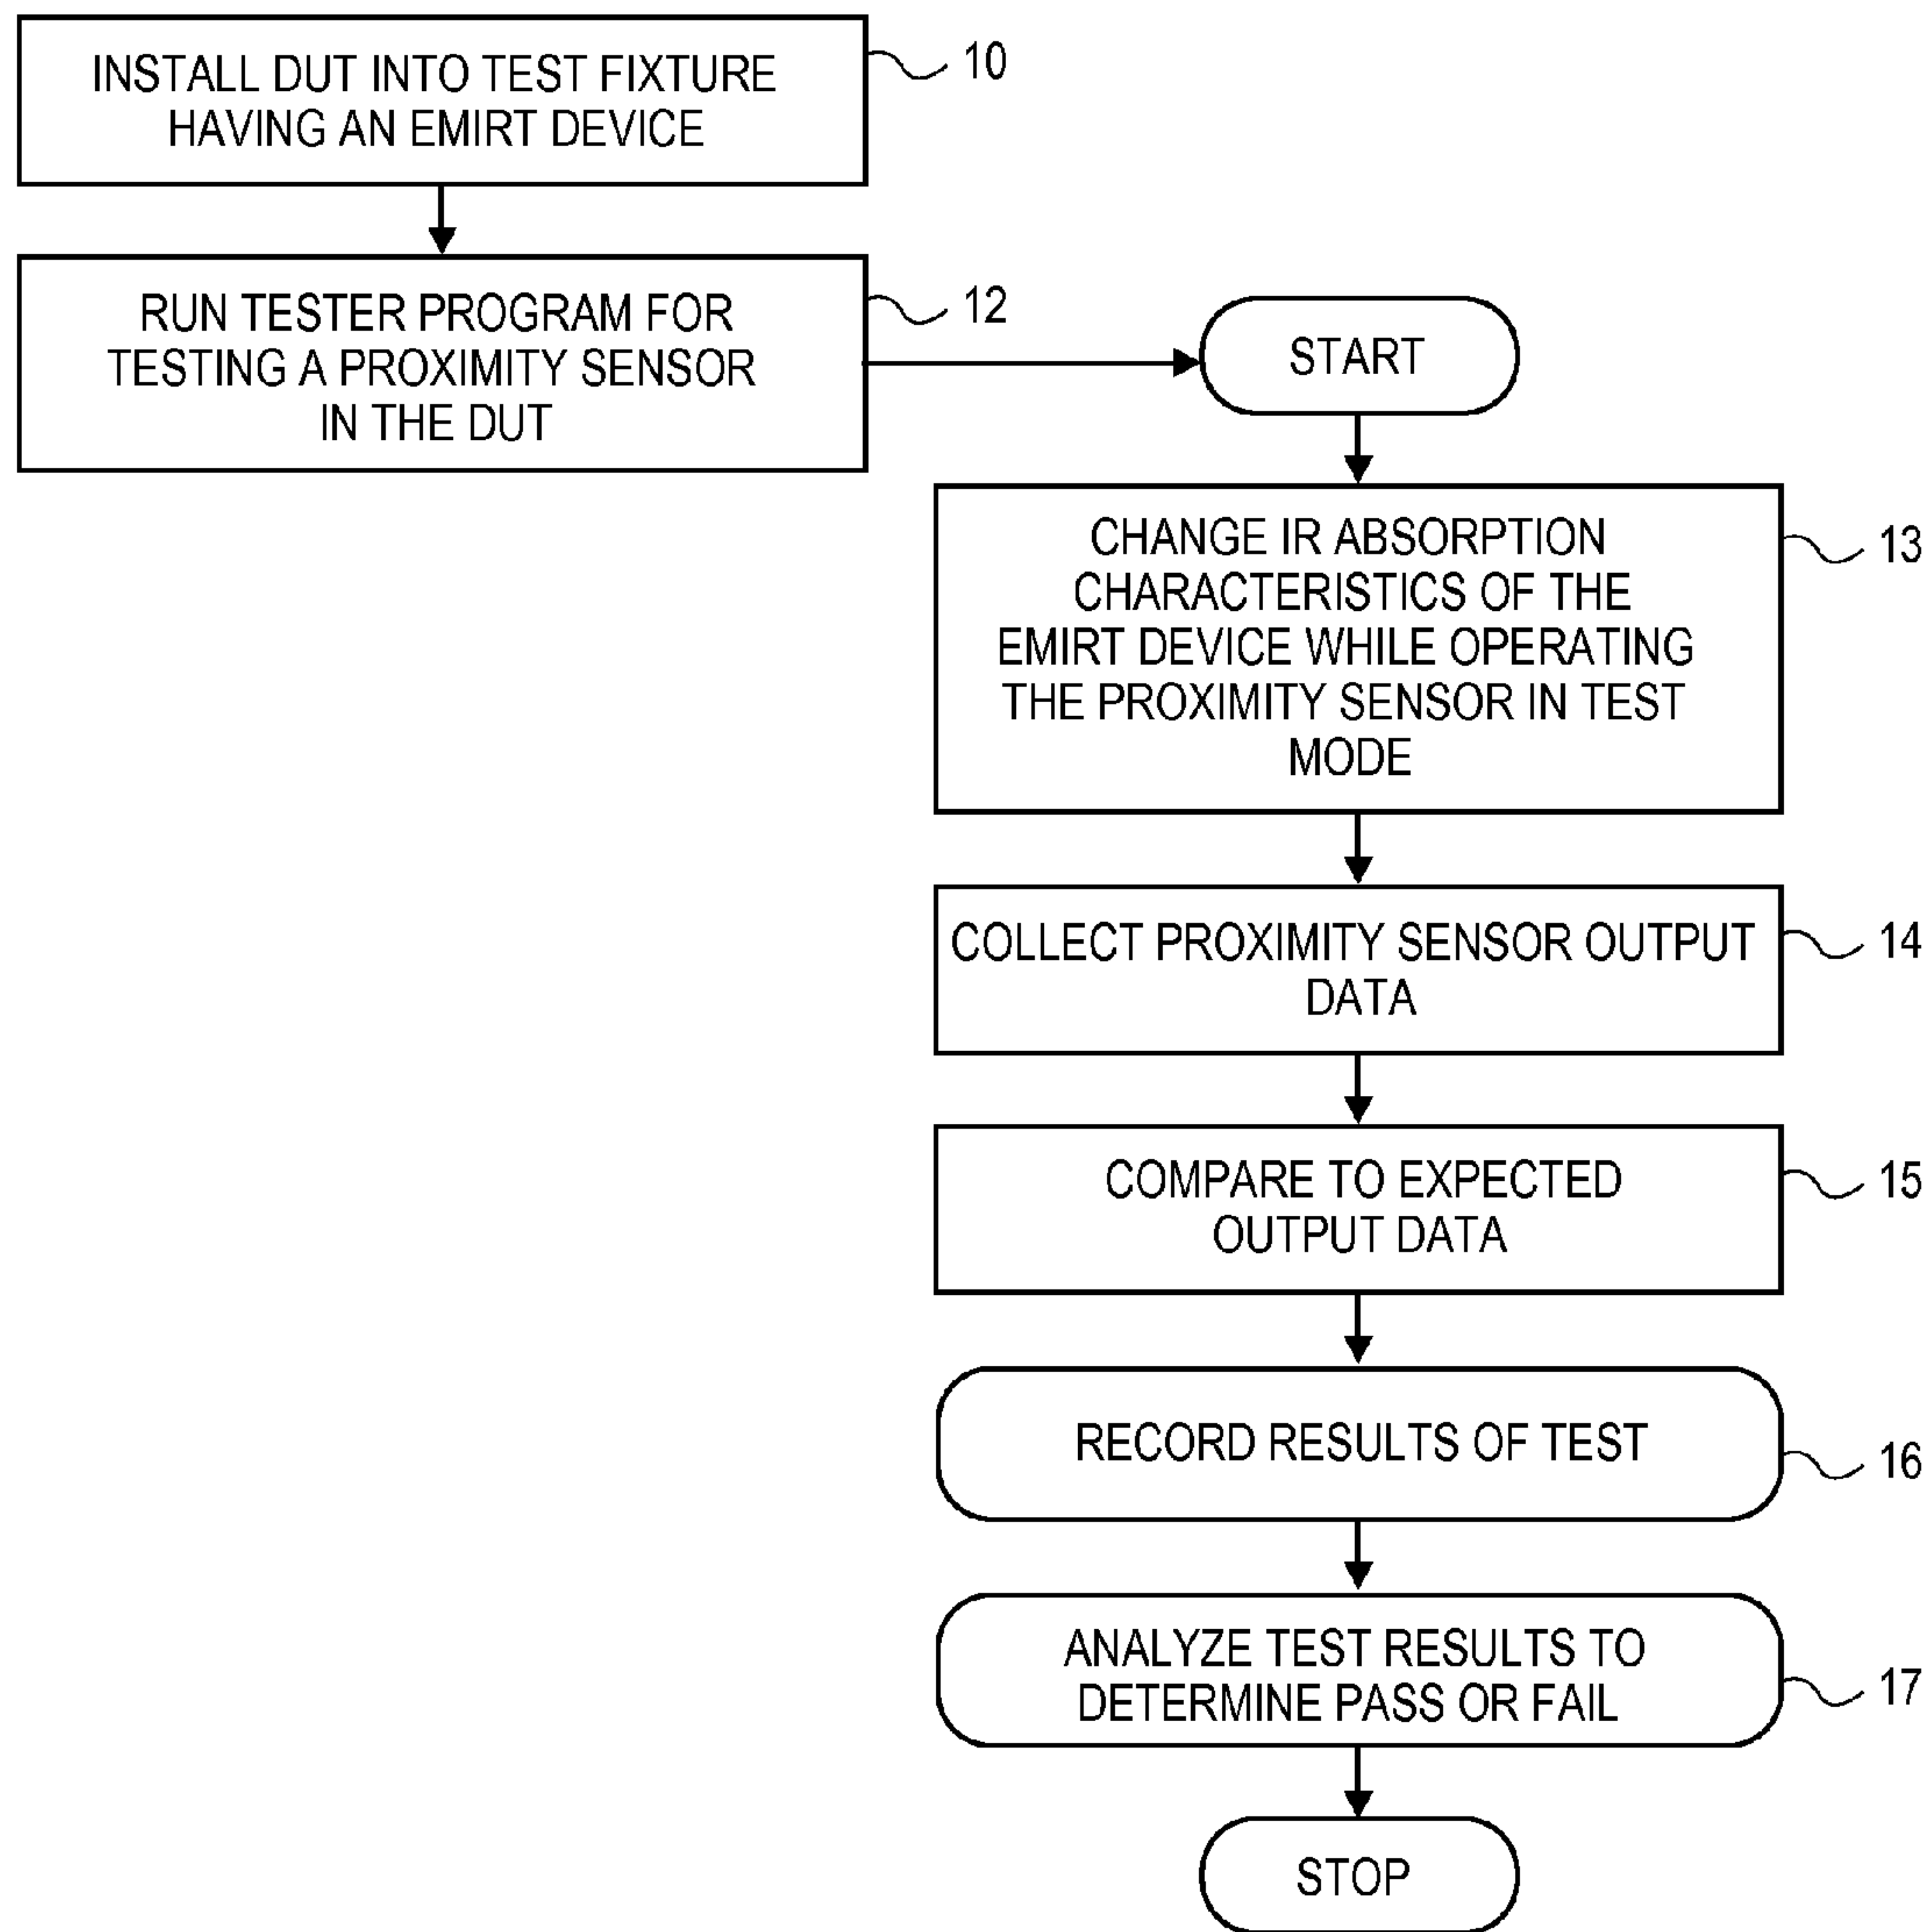 INSTALL DUT INTO TEST FIXTURE
HAVING AN EMIRT DEVICE
10
RUN TESTER PROGRAM FOR
TESTING A PROXIMITY SENSOR
IN THE DUT
12
START
CHANGE IR ABSORPTION
CHARACTERISTICS OF THE
EMIRT DEVICE WHILE OPERATING
THE PROXIMITY SENSOR IN TEST
MODE
13
COLLECT PROXIMITY SENSOR OUTPUT
DATA
14
COMPARE TO EXPECTED
OUTPUT DATA
15
RECORD RESULTS OF TEST
16
ANALYZE TEST RESULTS TO
DETERMINE PASS OR FAIL
17
STOP